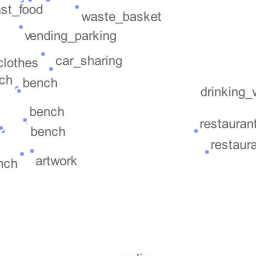 st_food
waste_basket
vending_parking
car_sharing
clothes
ch
bench
drinking_w
bench
restaurant
bench
restaura
nch
artwork